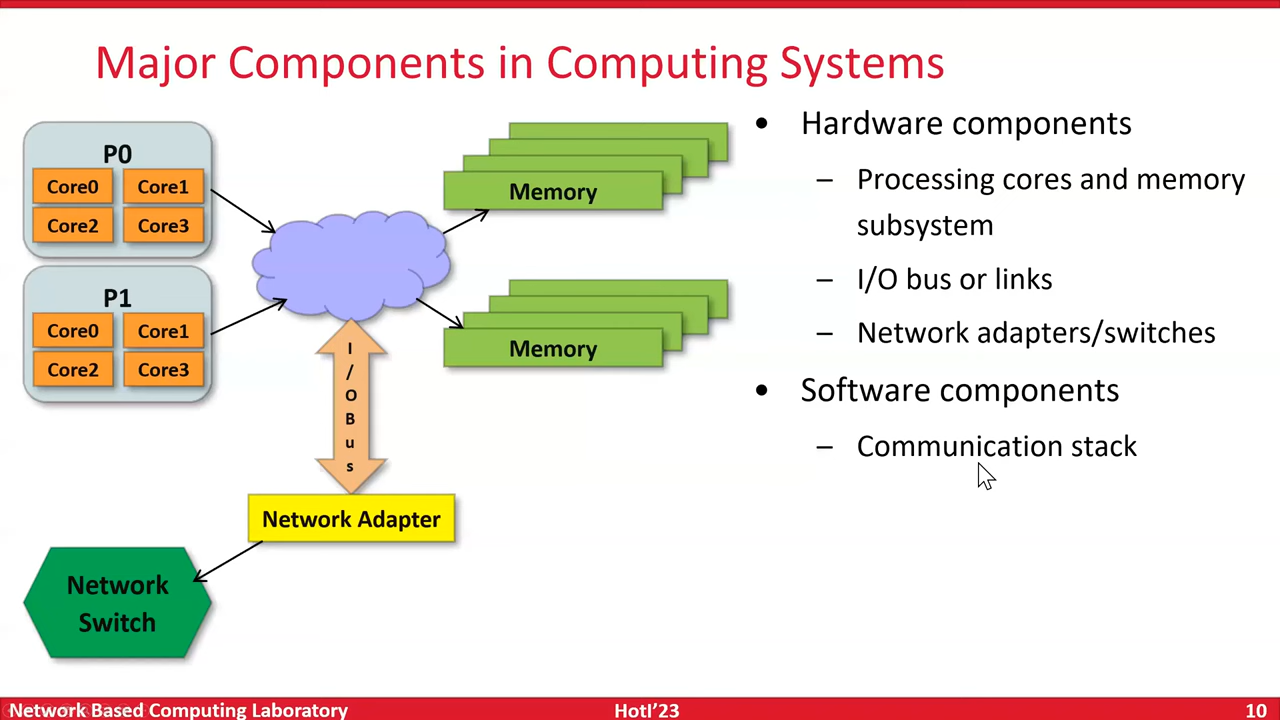 Major Components in Computing Systems
P0
Core0 Core1
Core2 Core3
P1
Core0 Core1
Core2 Core3
Memory
Memory
I
/
O
B
u
s
Network Adapter
Network
Switch
• Hardware components
– Processing cores and memory
subsystem
– I/O bus or links
– Network adapters/switches
• Software components
– Communication stack
Network Based Computing Laboratory
HotI’23
10